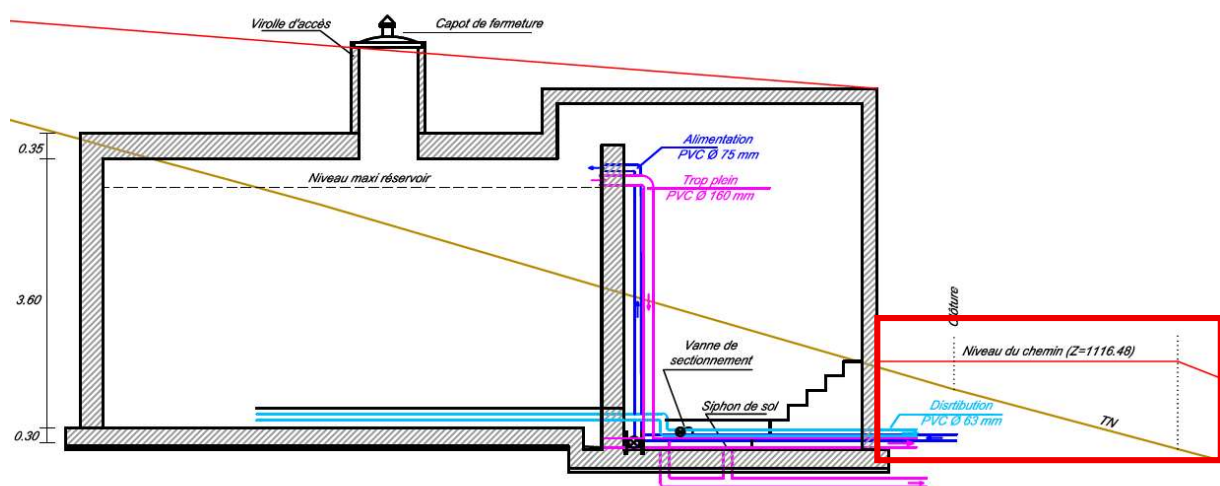 Virolle d'accès
Capot de fermeture
0.35
Alimentation
PVC Ø 75 mm
Niveau maxi réservoir
Trop plein
PVC Ø 160 mm
3.60
Clôture
Vanne de
sectionnement
Niveau du chemin (Z=1116.48)
Siphon de sol
Disrtibution
PVC Ø 63 mm
TN
0.30